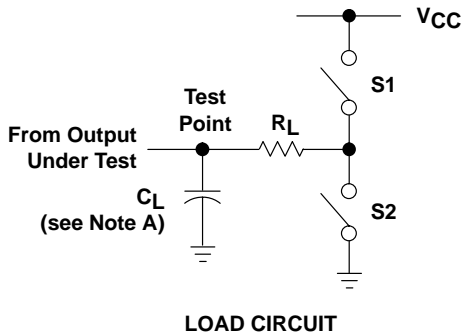 VCC
S1
Test
Point
RL
From Output
Under Test
CL
(see Note A)
S2
LOAD CIRCUIT